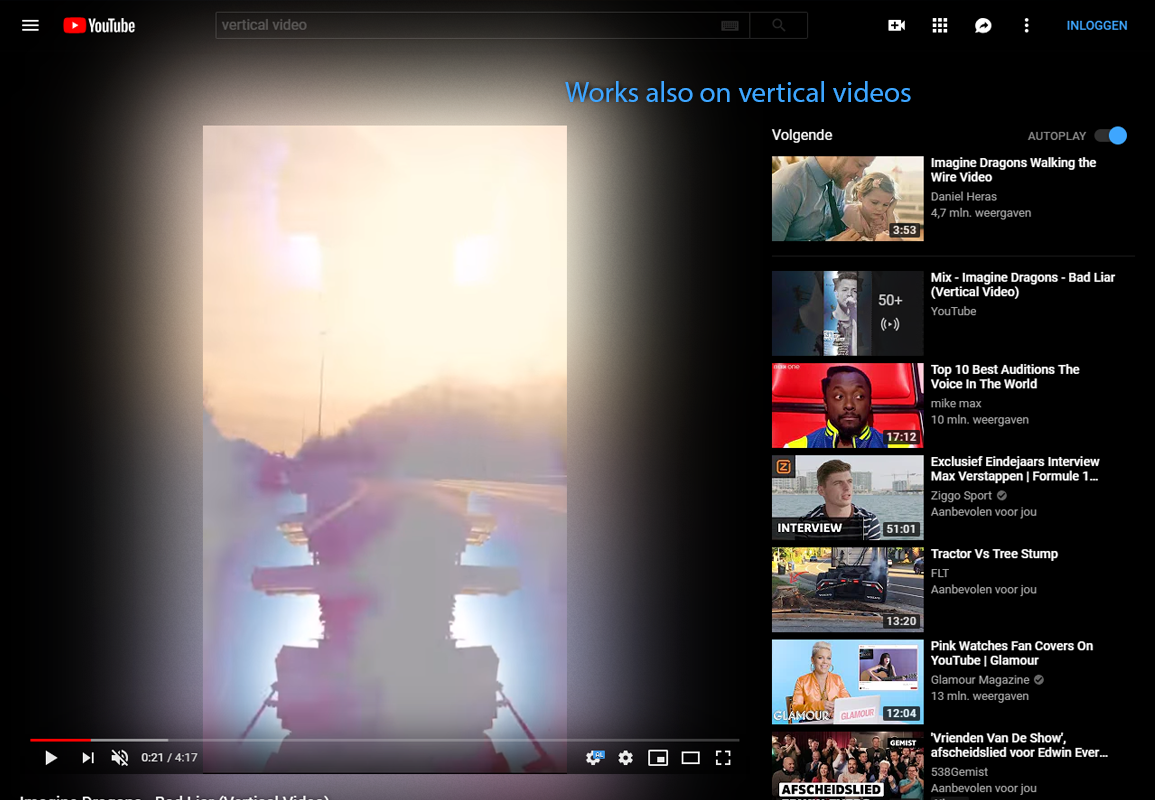 YouTube
vertical video
INLOGGEN
Works also on vertical videos
Volgende
AUTOPLAY
Imagine Dragons Walking the
Wire Video
Daniel Heras
4,7 mln. weergaven
3:53
Mix - Imagine Dragons - Bad Liar
(Vertical Video)
YouTube
50+
Top 10 Best Auditions The
Voice In The World
mike max
10 mln. weergaven
17:12
Exclusief Eindejaars Interview
Max Verstappen | Formule 1...
Ziggo Sport
Aanbevolen voor jou
INTERVIEW
51:01
Tractor Vs Tree Stump
FLT
Aanbevolen voor jou
13:20
Pink Watches Fan Covers On
YouTube | Glamour
Glamour Magazine
13 mln. weergaven
GLAMOUR
GLAMOUR
12:04
'Vrienden Van De Show',
afscheidslied voor Edwin Ever...
538Gemist
Aanbevolen voor jou
GEMIST
AFSCHEIDSLIED
0:21 / 4:17
AL
Imagine Dragons - Bad Liar (Vertical Video)